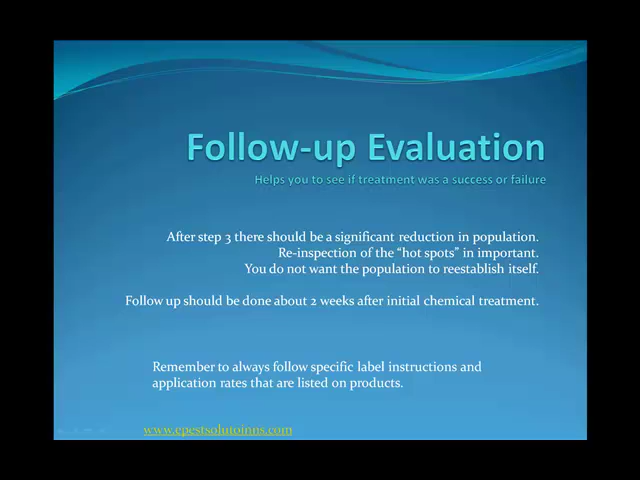 Follow-up Evaluation
Helps you to see if treatment was a success or failure
After step 3 there should be a significant reduction in population.
Re-inspection of the “hot spots” in important.
You do not want the population to reestablish itself.
Follow up should be done about 2 weeks after initial chemical treatment.
Remember to always follow specific label instructions and
application rates that are listed on products.
www.epestsolutoinns.com